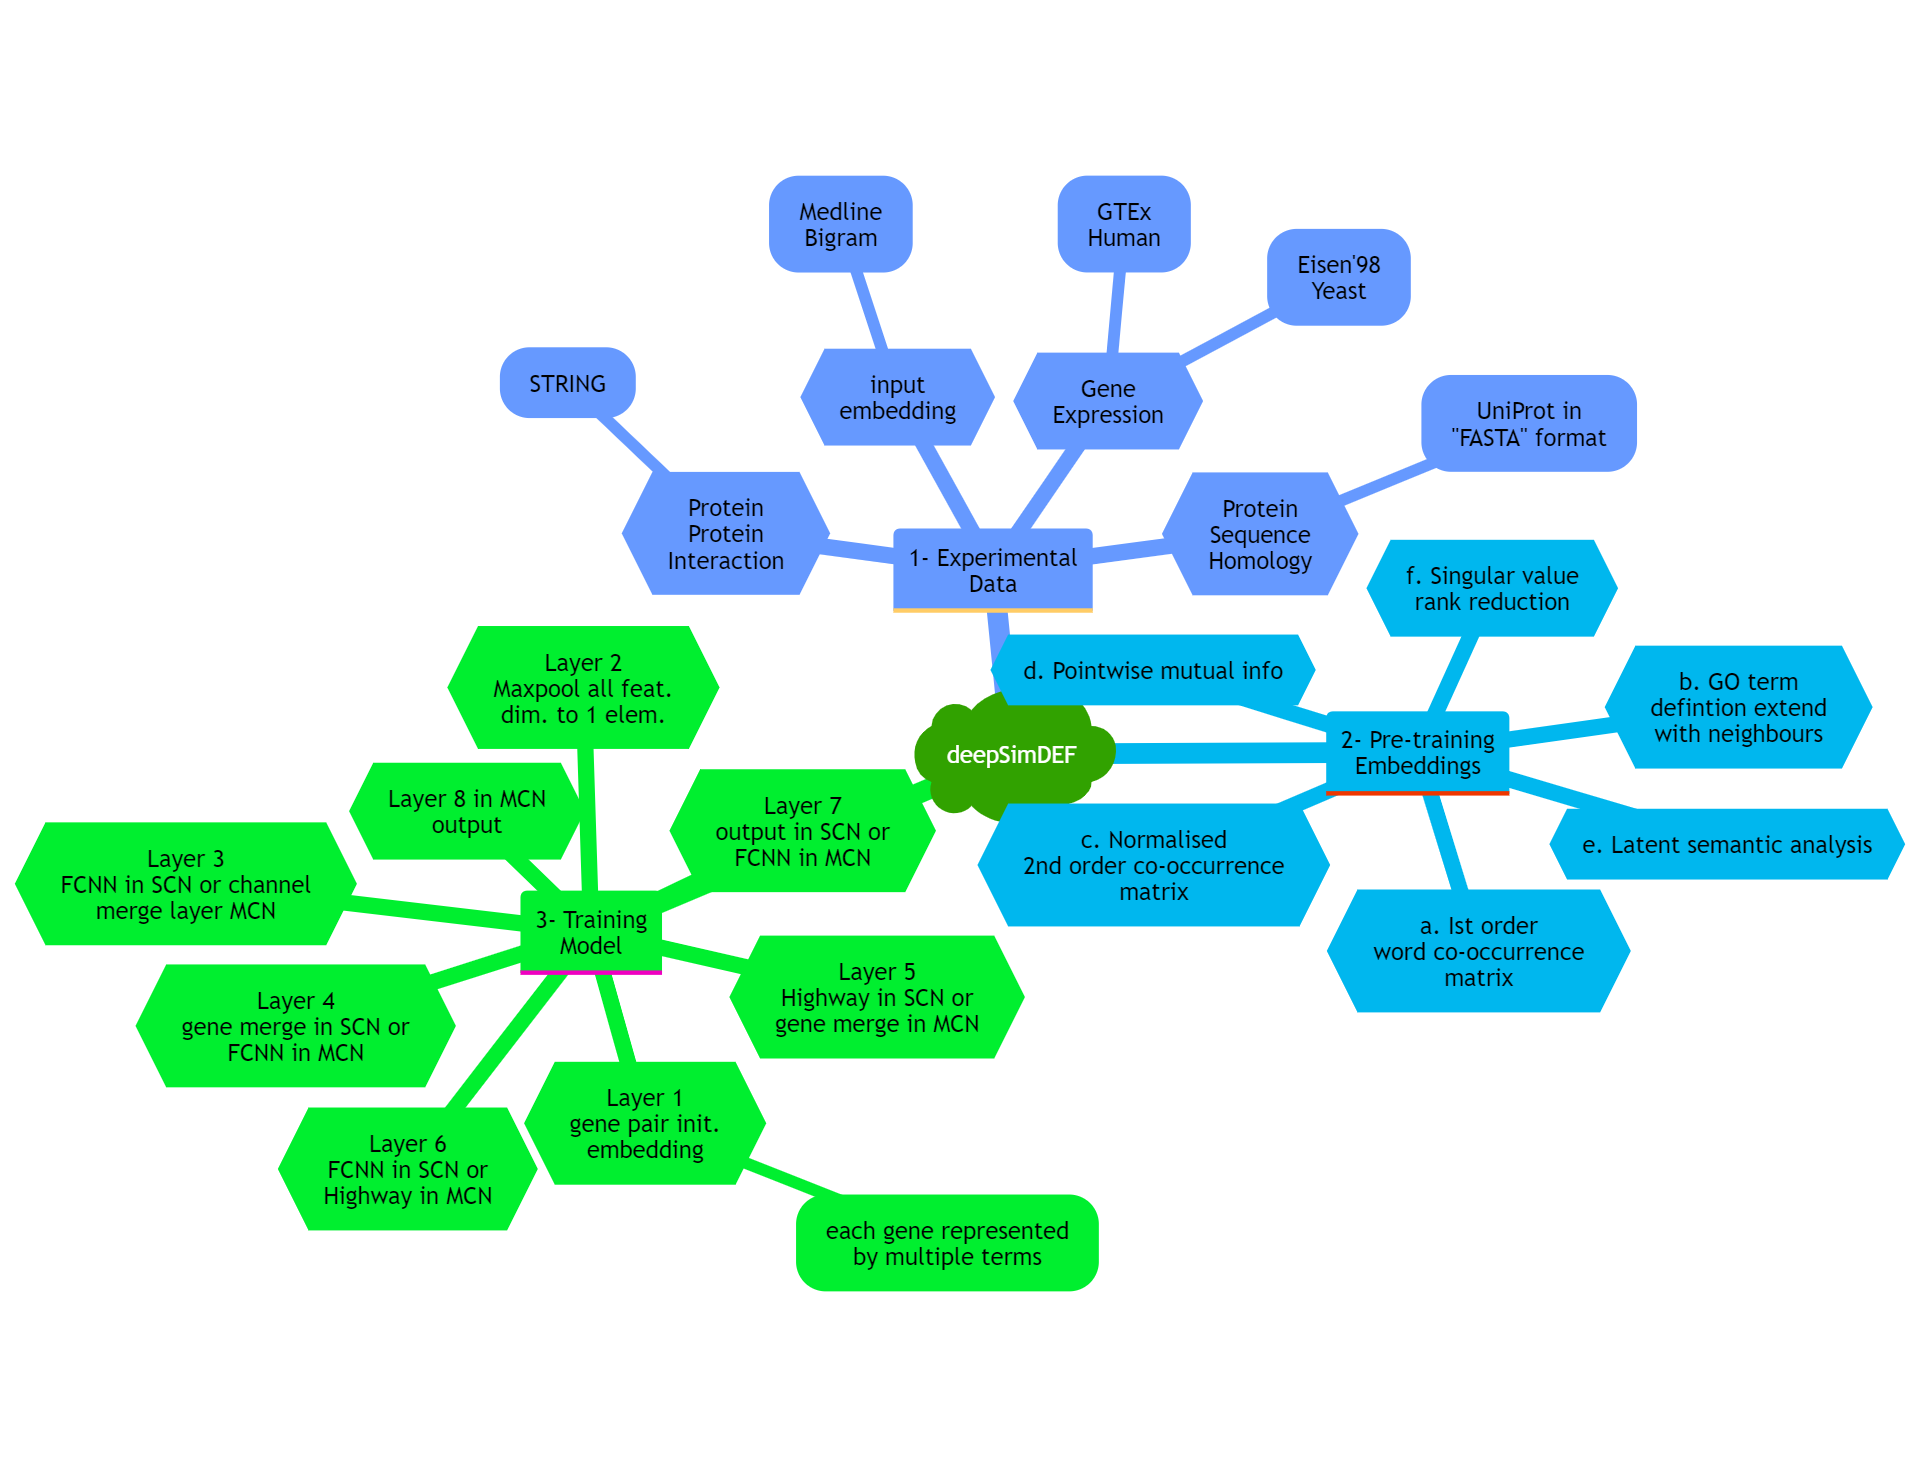 Medline
Bigram
GTEx
Human
Eisen'98
Yeast
STRING
input
embedding
Gene
Expression
UniProt in
"FASTA" format
Protein
Protein
Interaction
Protein
Sequence
Homology
1- Experimental
Data
f. Singular value
rank reduction
d. Pointwise mutual info
b. GO term
defintion extend
with neighbours
deepSimDEF
2- Pre-training
Embeddings
c. Normalised
2nd order co-occurrence
matrix
e. Latent semantic analysis
a. Ist order
word co-occurrence
matrix
Layer 2
Maxpool all feat.
dim. to 1 elem.
Layer 8 in MCN
output
Layer 7
output in SCN or
FCNN in MCN
Layer 3
FCNN in SCN or channel
merge layer MCN
3- Training
Model
Layer 4
gene merge in SCN or
FCNN in MCN
Layer 5
Highway in SCN or
gene merge in MCN
Layer 6
FCNN in SCN or
Highway in MCN
Layer 1
gene pair init.
embedding
each gene represented
by multiple terms